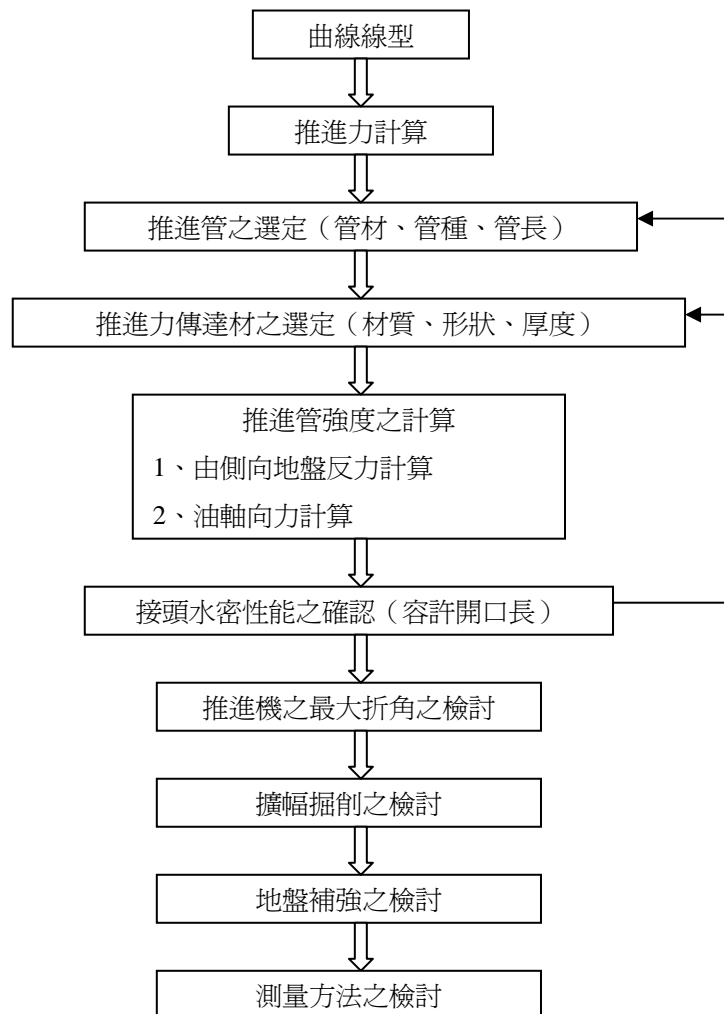 曲線線型
推進力計算
推進管之選定（管材、管種、管長）
推進力傳達材之選定（材質、形狀、厚度）
推進管強度之計算
1、由側向地盤反力計算
2、油軸向力計算
接頭水密性能之確認（容許開口長）
推進機之最大折角之檢討
擴幅掘削之檢討
地盤補強之檢討
測量方法之檢討